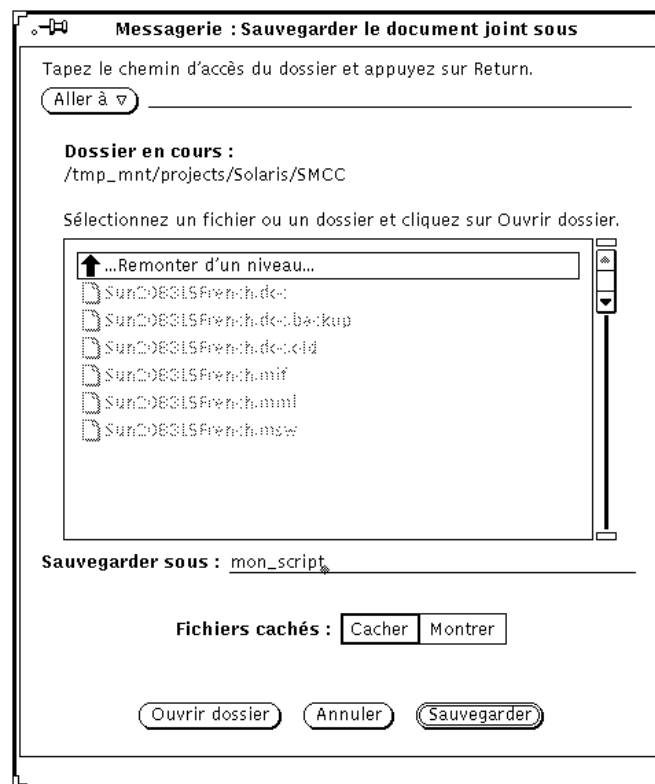 Messagerie : Sauvegarder le document joint sous
Tapez le chemin d'accès du dossier et appuyez sur Return.
Aller à
Dossier en cours :
/tmp_mnt/projects/Solaris/SMCC
Sélectionnez un fichier ou un dossier et cliquez sur Ouvrir dossier.
...Remonter d'un niveau...
Sauvegarder sous : mon_script
Fichiers cachés : Cacher Montrer
Ouvrir dossier Annuler Sauvegarder